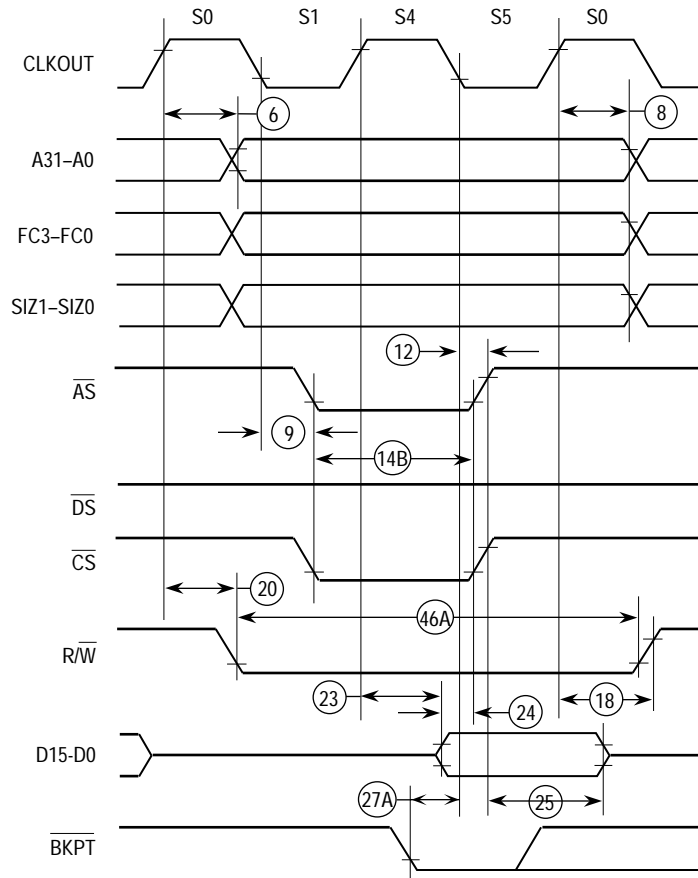 S0 S1 S4 S5 S0
CLKOUT
6 8
A31–A0
FC3–FC0
SIZ1–SIZ0
12
AS
9
14B
DS
CS
20
46A
R/W
23 24 18
D15-D0
27A 25
BKPT